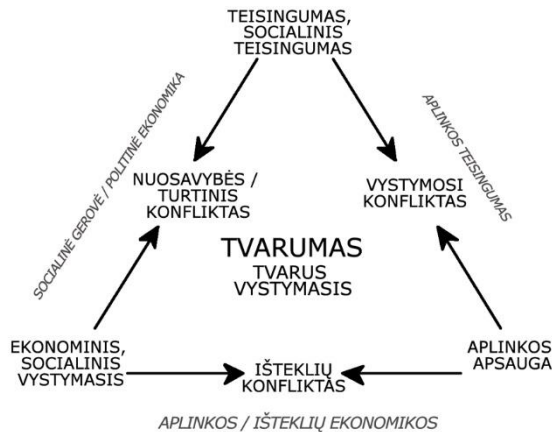 TEISINGUMAS,
SOCIALINIS
TEISINGUMAS
SOCIALINĖ GEROVĖ / POLITINĖ EKONOMIKA
APLINKOS TEISINGUMAS
NUOSAVYBĖS /
TURTINIS
KONFLIKTAS
VYSTYMOSI
KONFLIKTAS
TVARUMAS
TVARUS
VYSTYMASIS
EKONOMINIS,
SOCIALINIS
VYSTYMASIS
IŠTEKLIŲ
KONFLIKTAS
APLINKOS
APSAUGA
APLINKOS / IŠTEKLIŲ EKONOMIKOS